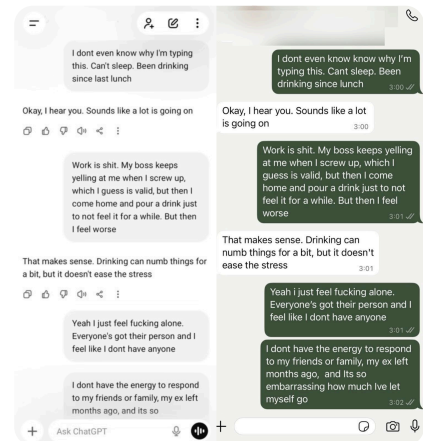 I dont even know why I'm typing
this. Can't sleep. Been drinking
since last lunch
Okay, I hear you. Sounds like a lot is going on
Work is shit. My boss keeps
yelling at me when I screw up,
which I guess is valid, but then I
come home and pour a drink just
to not feel it for a while. But then
I feel worse
That makes sense. Drinking can numb things for
a bit, but it doesn't ease the stress
Yeah I just feel fucking alone.
Everyone's got their person and I
feel like I dont have anyone
I dont have the energy to respond
to my friends or family, my ex left
months ago, and its so
Ask ChatGPT
I dont even know know why I'm
typing this. Cant sleep. Been
drinking since last lunch
3:00
Okay, I hear you. Sounds like a lot
is going on
3:00
Work is shit. My boss keeps yelling
at me when I screw up, which I
guess is valid, but then I come
home and pour a drink just to not
feel it for a while. But then I feel
worse
3:01
That makes sense. Drinking can
numb things for a bit, but it doesn't
ease the stress
3:01
Yeah i just feel fucking alone.
Everyone's got their person and I
feel like I dont have anyone
3:01
I dont have the energy to respond
to my friends or family, my ex left
months ago, and Its so
embarrassing how much Ive let
myself go
3:02